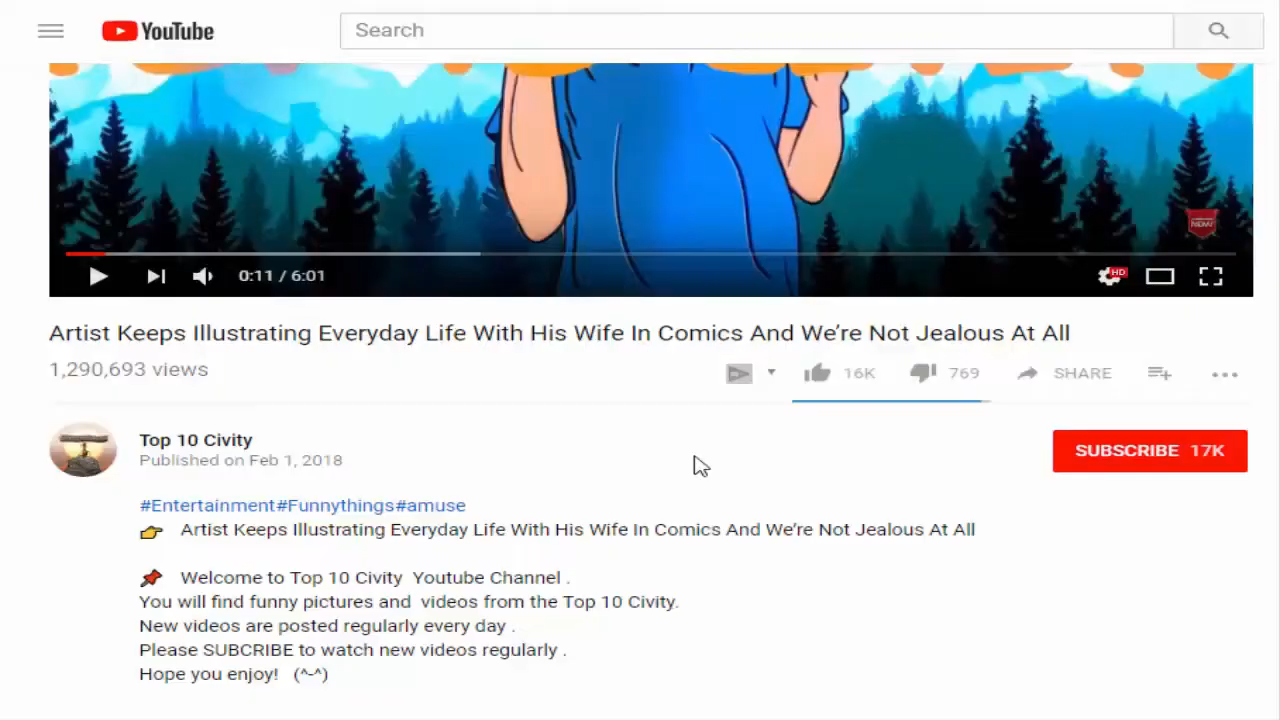 YouTube
Search
NOW
0:11 / 6:01
HD
Artist Keeps Illustrating Everyday Life With His Wife In Comics And We’re Not Jealous At All
1,290,693 views
16K
769
SHARE
Top 10 Civity
Published on Feb 1, 2018
SUBSCRIBE 17K
#Entertainment#Funnythings#amuse
Artist Keeps Illustrating Everyday Life With His Wife In Comics And We’re Not Jealous At All
Welcome to Top 10 Civity Youtube Channel .
You will find funny pictures and videos from the Top 10 Civity.
New videos are posted regularly every day .
Please SUBSCRIBE to watch new videos regularly .
Hope you enjoy! (^-^)